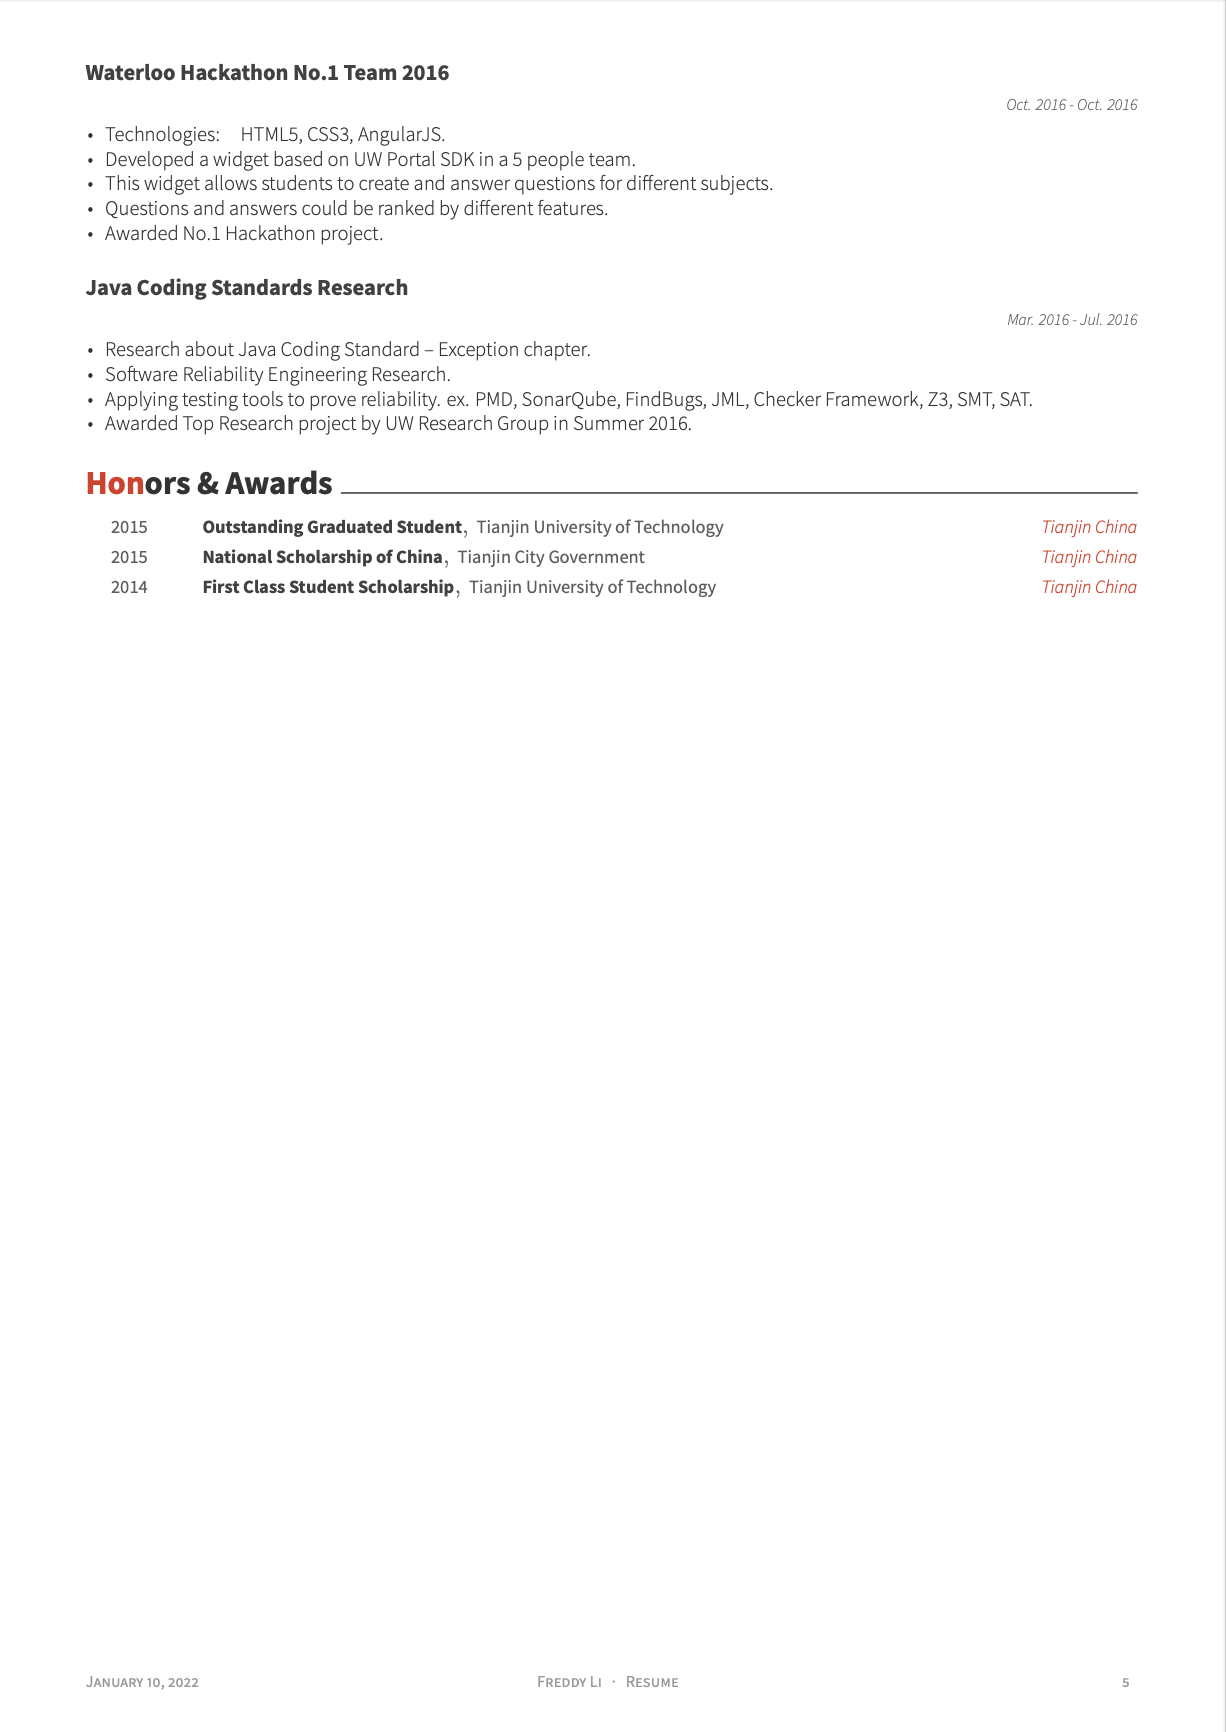 Waterloo Hackathon No.1 Team 2016
Oct. 2016 - Oct. 2016
• Technologies: HTML5, CSS3, AngularJS.
• Developed a widget based on UW Portal SDK in a 5 people team.
• This widget allows students to create and answer questions for different subjects.
• Questions and answers could be ranked by different features.
• Awarded No.1 Hackathon project.
Java Coding Standards Research
Mar. 2016 - Jul. 2016
• Research about Java Coding Standard – Exception chapter.
• Software Reliability Engineering Research.
• Applying testing tools to prove reliability. ex. PMD, SonarQube, FindBugs, JML, Checker Framework, Z3, SMT, SAT.
• Awarded Top Research project by UW Research Group in Summer 2016.
Honors & Awards
2015 Outstanding Graduated Student, Tianjin University of Technology Tianjin China
2015 National Scholarship of China, Tianjin City Government Tianjin China
2014 First Class Student Scholarship, Tianjin University of Technology Tianjin China
January 10, 2022 Freddy Li · Resume 5